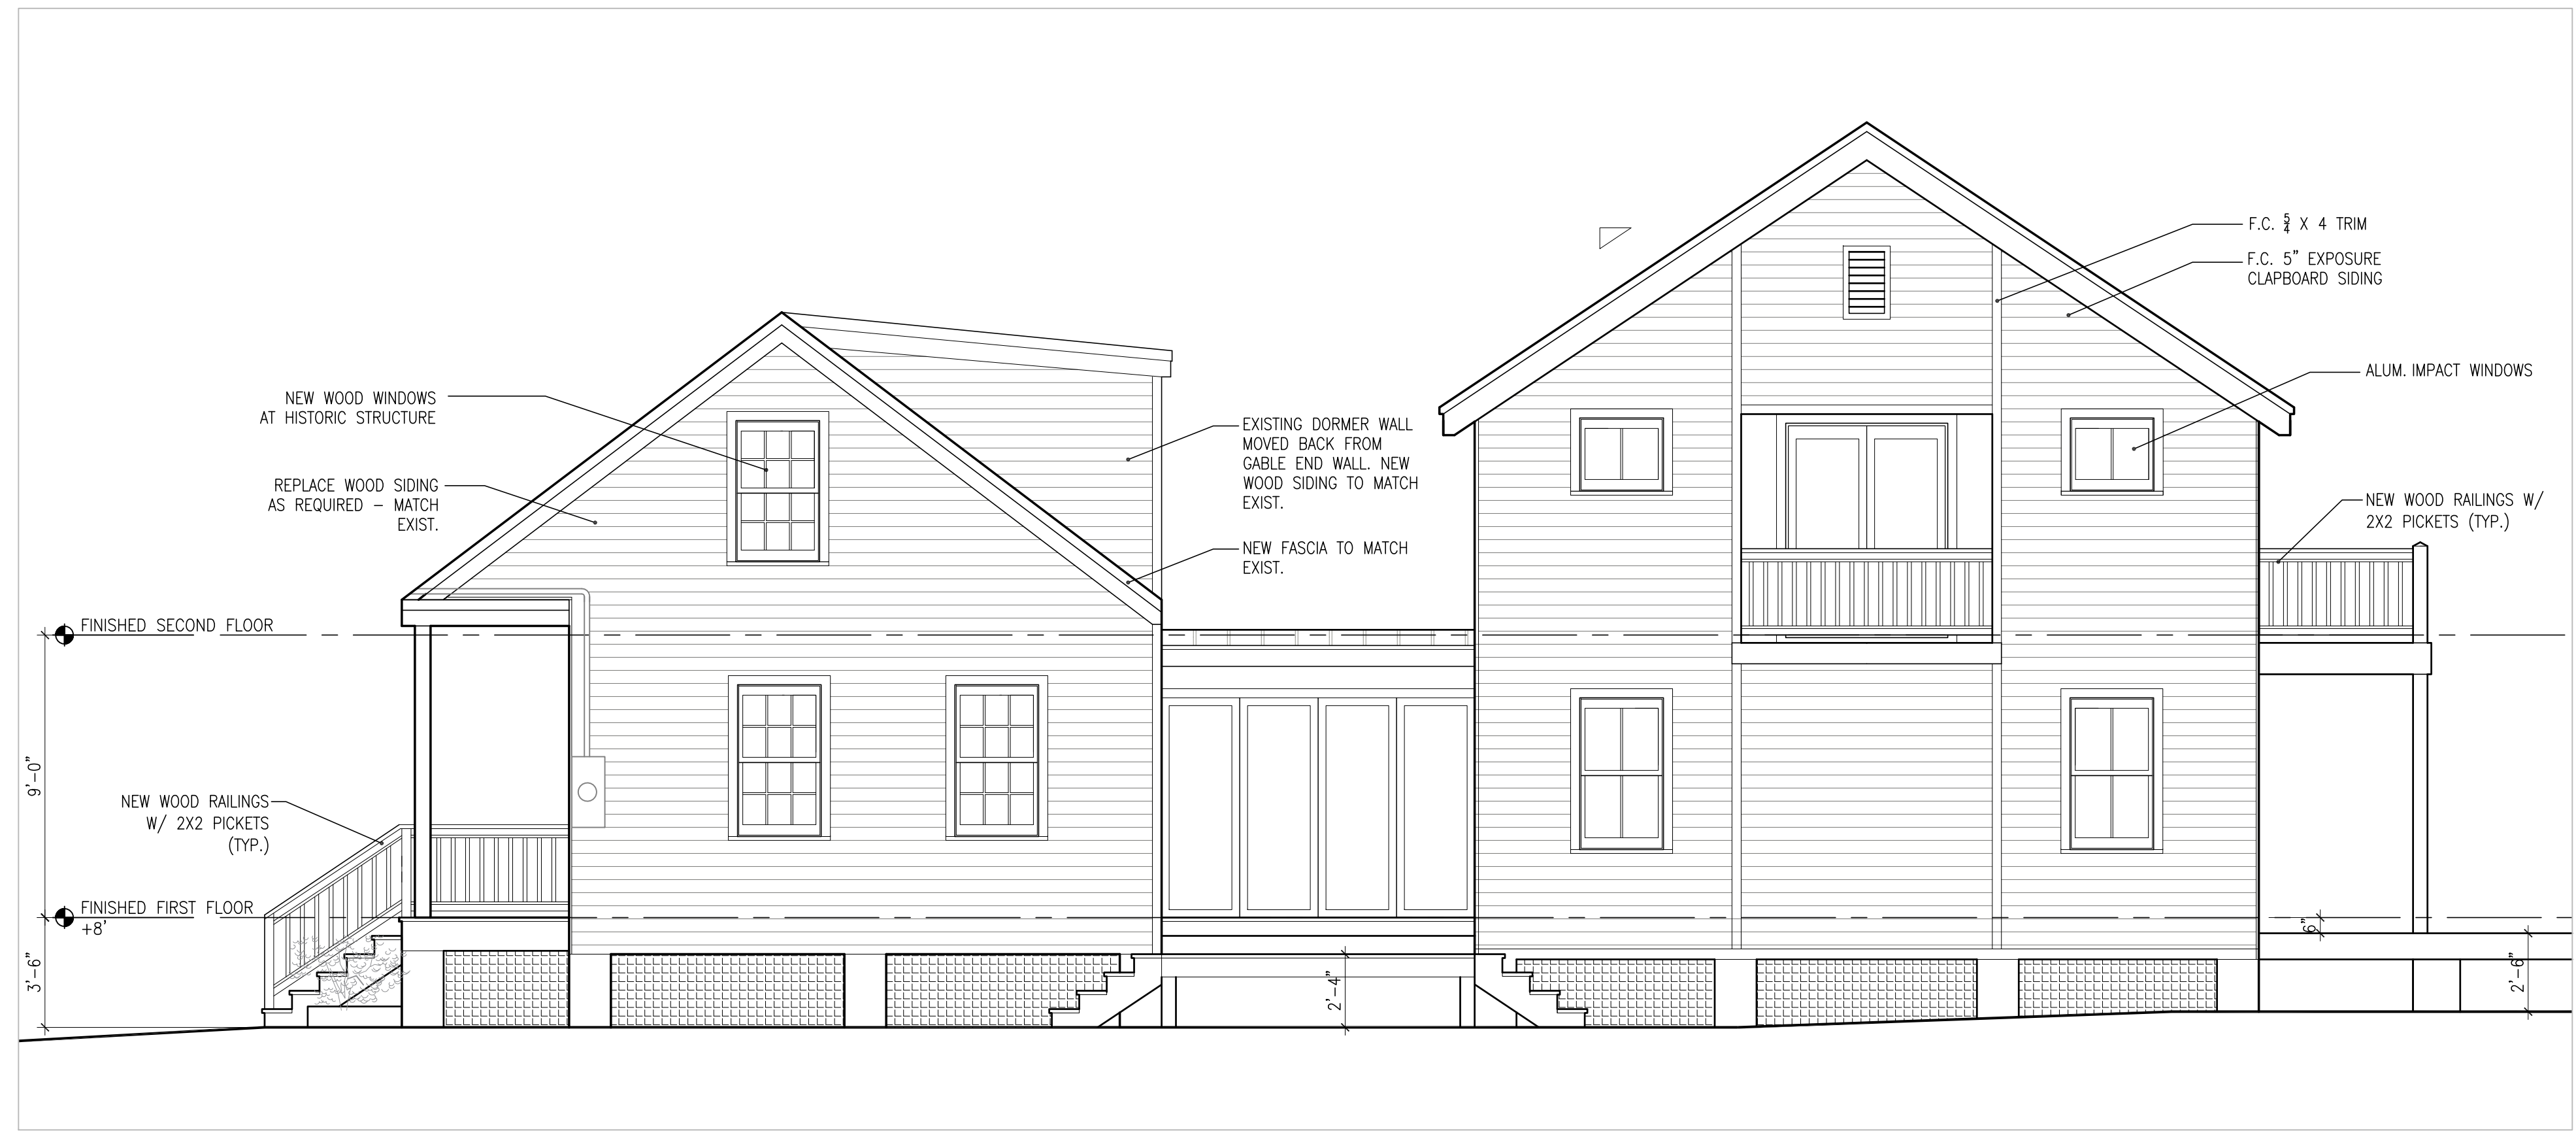 F.C. 5/4 X 4 TRIM
F.C. 5" EXPOSURE
CLAPBOARD SIDING
ALUM. IMPACT WINDOWS
NEW WOOD WINDOWS
AT HISTORIC STRUCTURE
EXISTING DORMER WALL
MOVED BACK FROM
GABLE END WALL. NEW
WOOD SIDING TO MATCH
EXIST.
REPLACE WOOD SIDING
AS REQUIRED – MATCH
EXIST.
NEW WOOD RAILINGS W/
2X2 PICKETS (TYP.)
NEW FASCIA TO MATCH
EXIST.
FINISHED SECOND FLOOR
9'-0"
NEW WOOD RAILINGS
W/ 2X2 PICKETS
(TYP.)
FINISHED FIRST FLOOR
+8'
3'-6"
2'-4"
6"
2'-6"